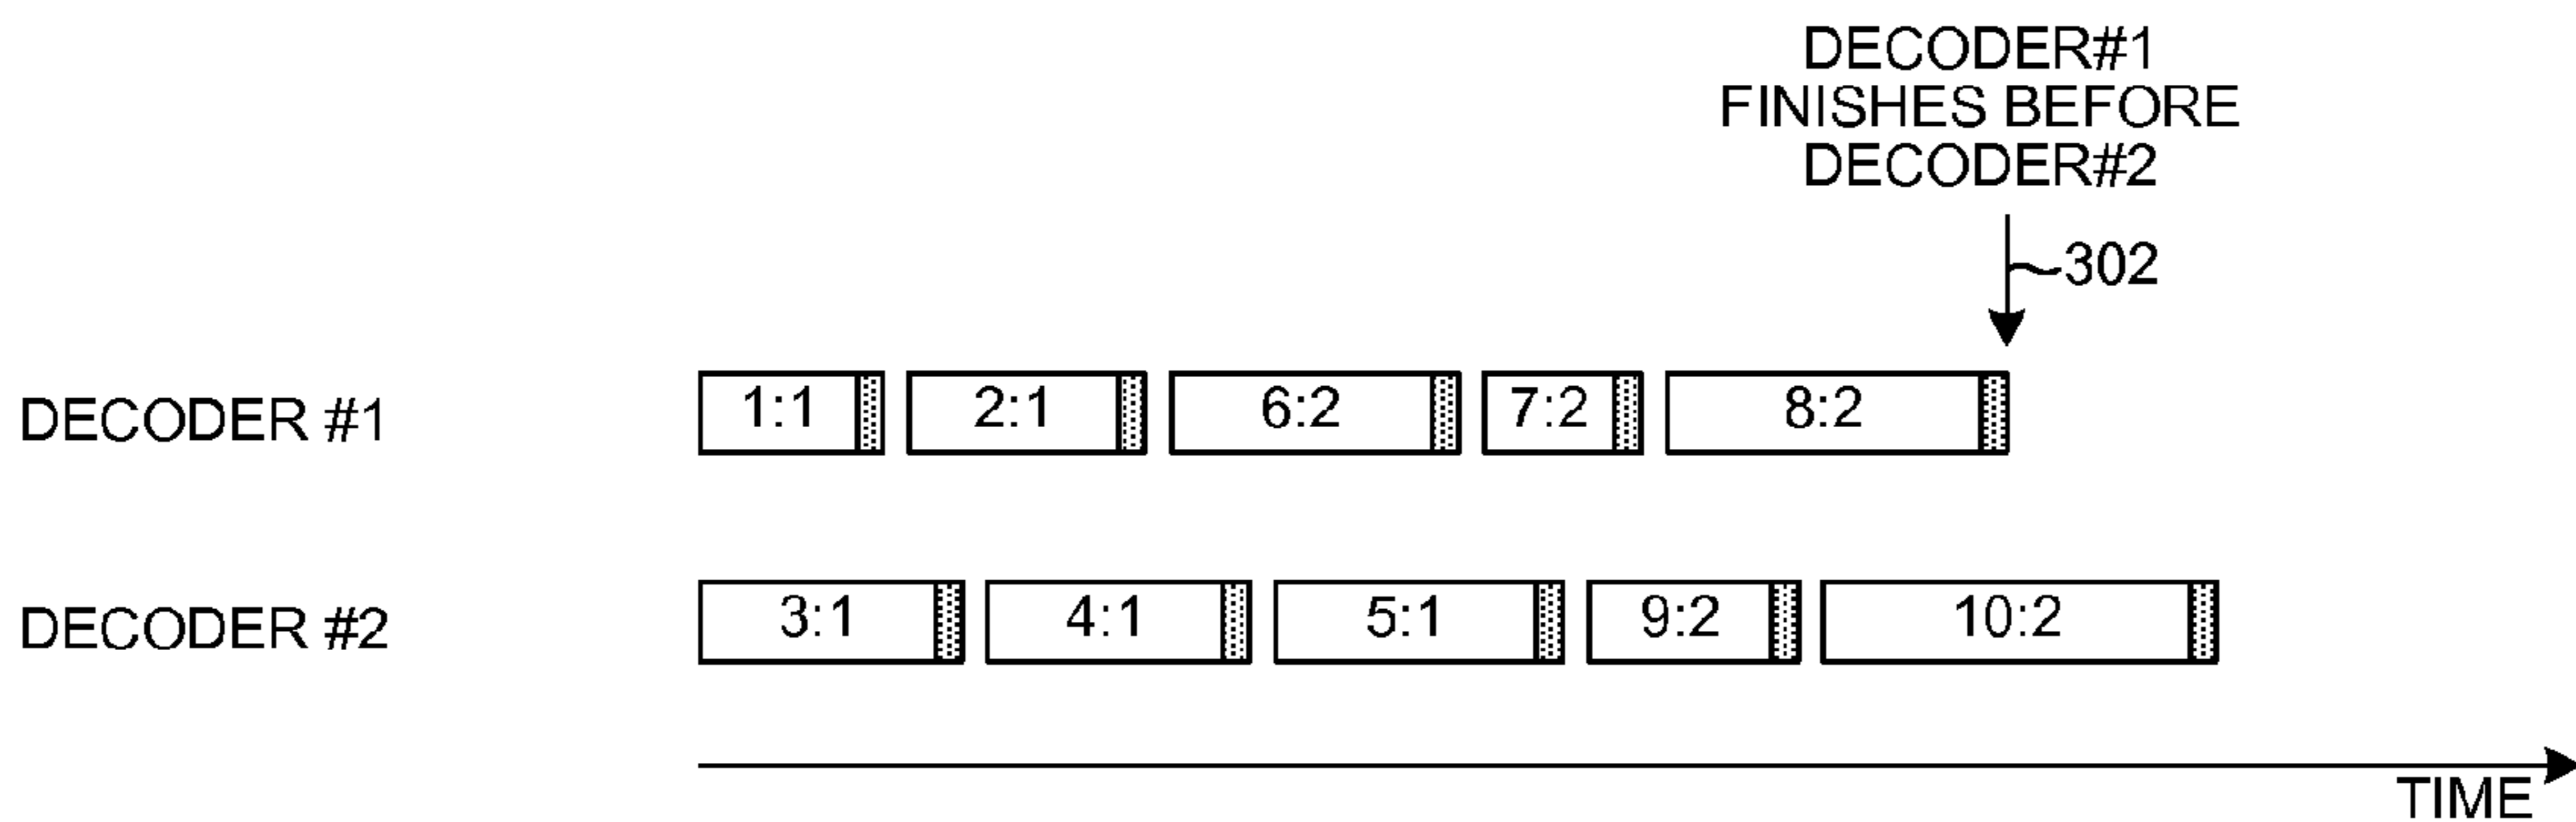 DECODER#1
FINISHES BEFORE
DECODER#2
302
DECODER #1 1:1 2:1 6:2 7:2 8:2
DECODER #2 3:1 4:1 5:1 9:2 10:2
TIME